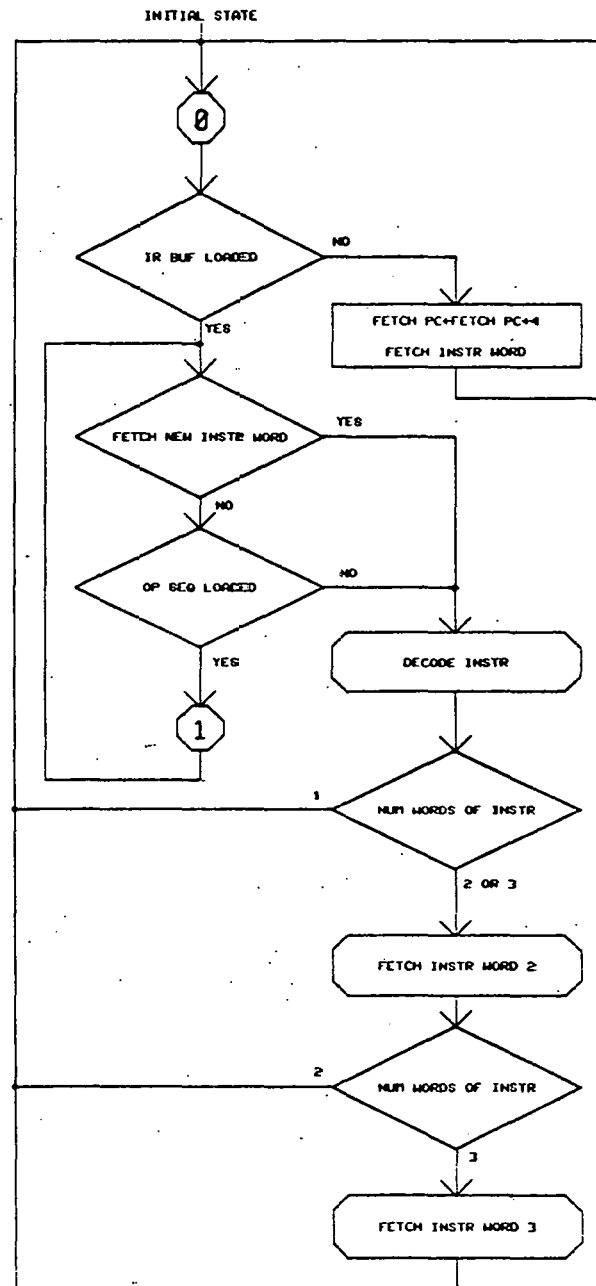 INITIAL STATE
0
IR BUF LOADED
NO
YES
FETCH PC←FETCH PC+4
FETCH INSTR WORD
FETCH NEW INSTR WORD
YES
NO
OP SEQ LOADED
NO
YES
DECODE INSTR
1
NUM WORDS OF INSTR
1
2 OR 3
FETCH INSTR WORD 2
NUM WORDS OF INSTR
2
3
FETCH INSTR WORD 3